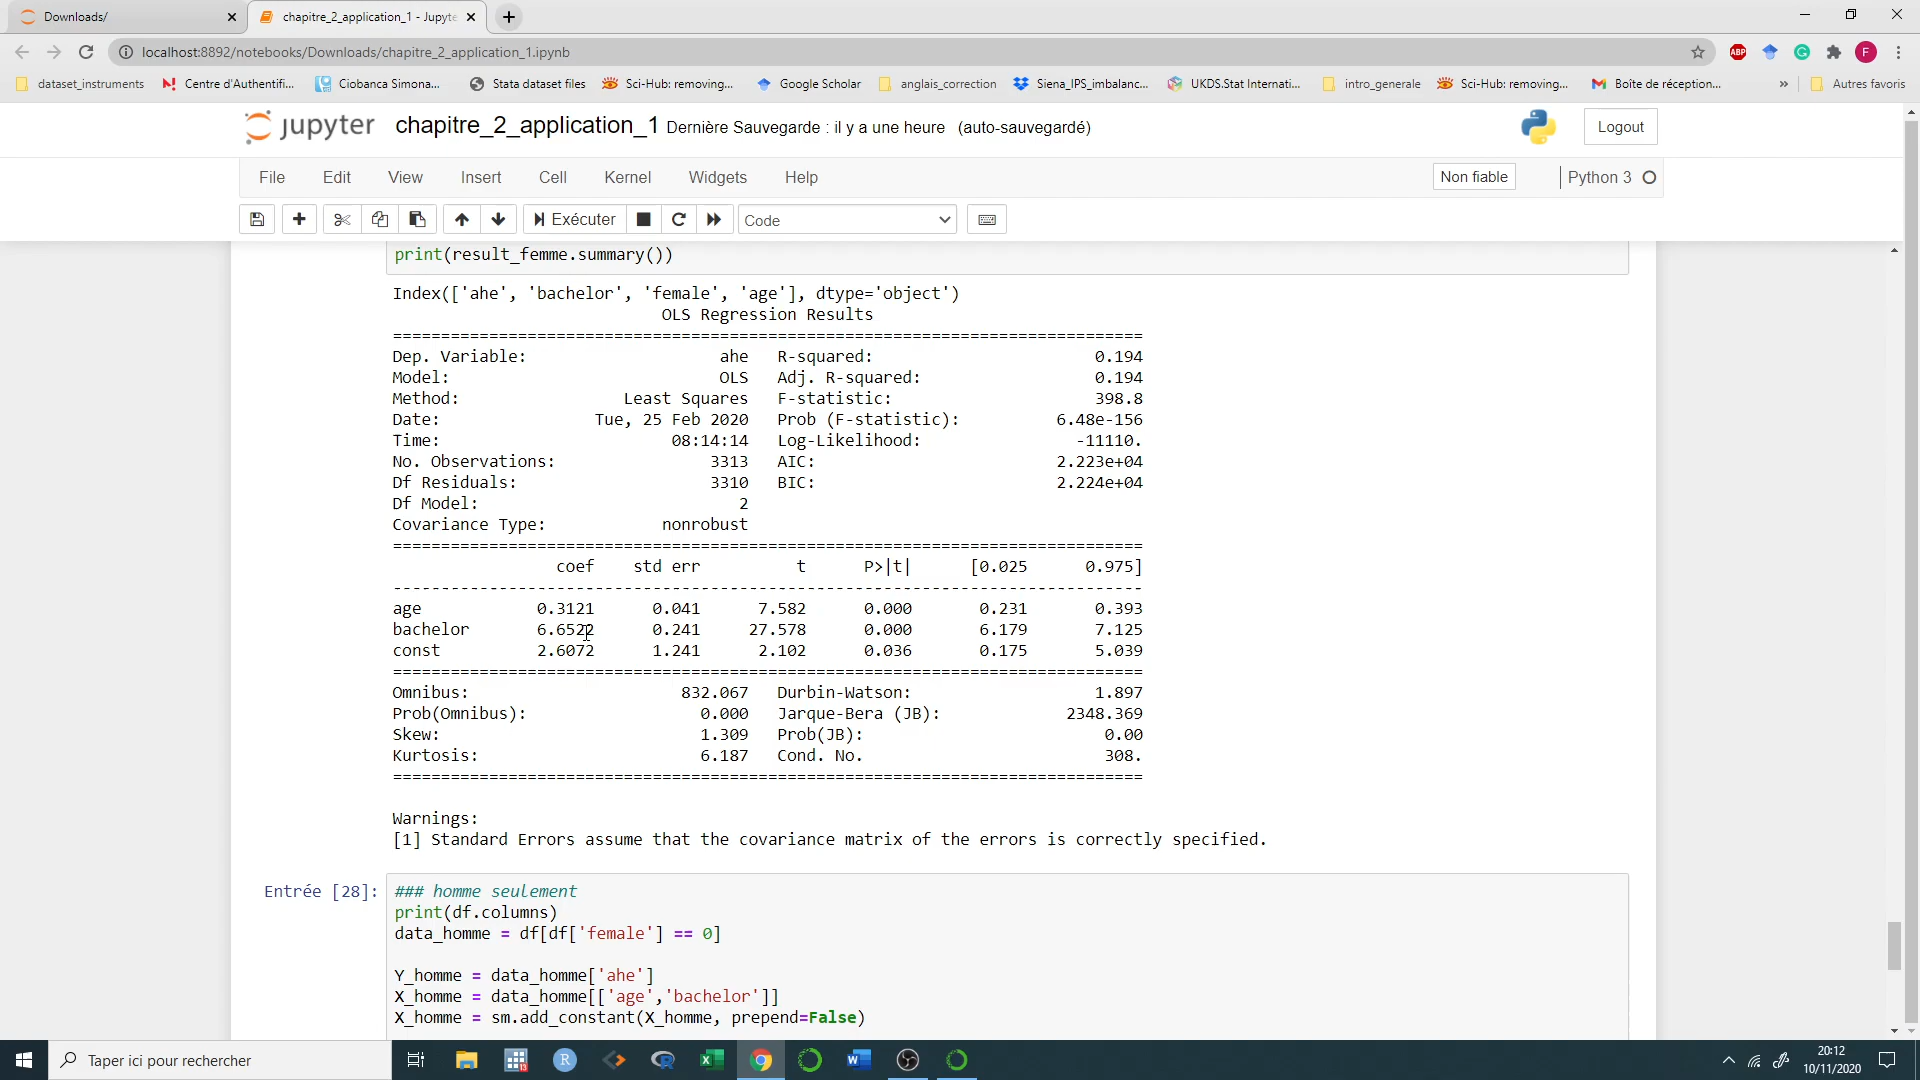 Downloads/
chapitre_2_application_1 - Jupyte
localhost:8892/notebooks/Downloads/chapitre_2_application_1.ipynb
ABP
F
dataset_instruments
Centre d'Authentifi...
Ciobanca Simona...
Stata dataset files
Sci-Hub: removing...
Google Scholar
anglais_correction
Siena_IPS_imbalanc...
UKDS.Stat Internati...
intro_generale
Sci-Hub: removing...
Boîte de réception...
»
Autres favoris
jupyter chapitre_2_application_1 Dernière Sauvegarde : il y a une heure (auto-sauvegardé)
Logout
File Edit View Insert Cell Kernel Widgets Help
Non fiable
Python 3
Exécuter
Code
print(result_femme.summary())
Index(['ahe', 'bachelor', 'female', 'age'], dtype='object')
OLS Regression Results
==============================================================================
Dep. Variable: ahe R-squared: 0.194
Model: OLS Adj. R-squared: 0.194
Method: Least Squares F-statistic: 398.8
Date: Tue, 25 Feb 2020 Prob (F-statistic): 6.48e-156
Time: 08:14:14 Log-Likelihood: -11110.
No. Observations: 3313 AIC: 2.223e+04
Df Residuals: 3310 BIC: 2.224e+04
Df Model: 2
Covariance Type: nonrobust
==============================================================================
coef std err t P>|t| [0.025 0.975]
------------------------------------------------------------------------------
age 0.3121 0.041 7.582 0.000 0.231 0.393
bachelor 6.6522 0.241 27.578 0.000 6.179 7.125
const 2.6072 1.241 2.102 0.036 0.175 5.039
==============================================================================
Omnibus: 832.067 Durbin-Watson: 1.897
Prob(Omnibus): 0.000 Jarque-Bera (JB): 2348.369
Skew: 1.309 Prob(JB): 0.00
Kurtosis: 6.187 Cond. No. 308.
==============================================================================
Warnings:
[1] Standard Errors assume that the covariance matrix of the errors is correctly specified.
Entrée [28]:
### homme seulement
print(df.columns)
data_homme = df[df['female'] == 0]
Y_homme = data_homme['ahe']
X_homme = data_homme[['age','bachelor']]
X_homme = sm.add_constant(X_homme, prepend=False)
Taper ici pour rechercher
20:12
10/11/2020